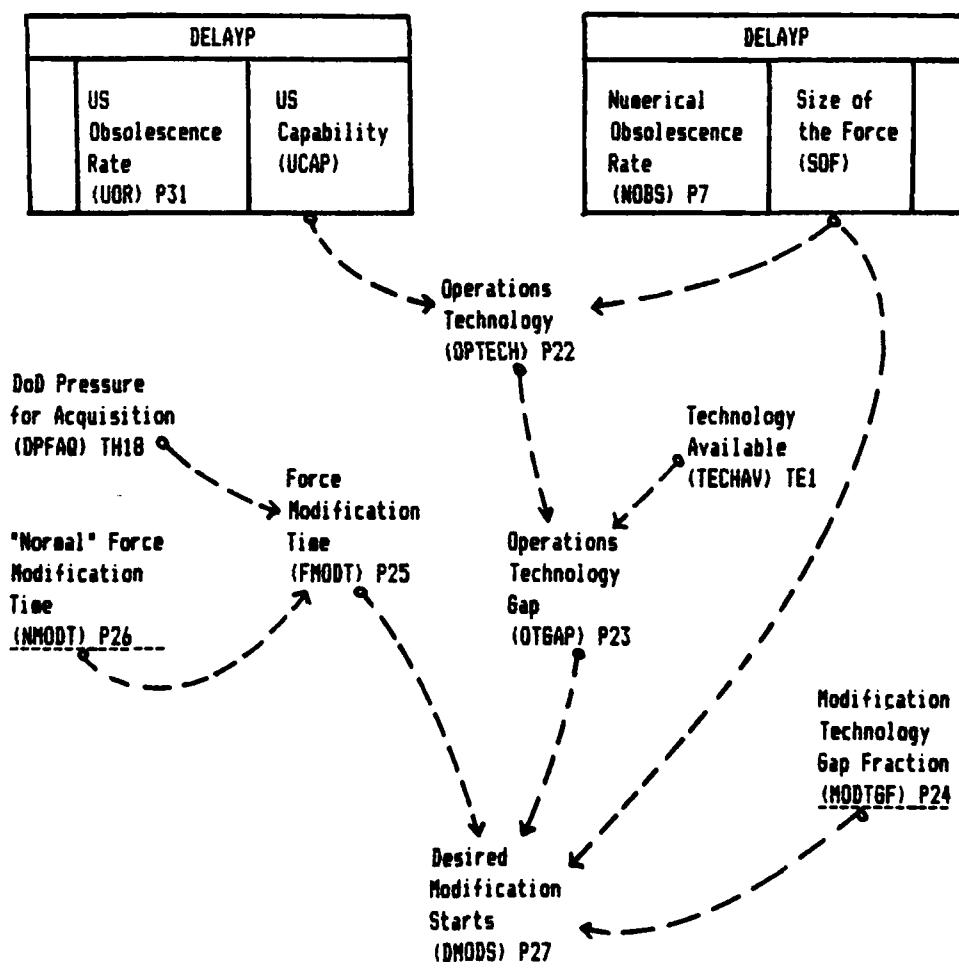 DELAYP
US
Obsolescence
Rate
(UOR) P31
US
Capability
(UCAP)
DELAYP
Numerical
Obsolescence
Rate
(NOBS) P7
Size of
the Force
(SOF)
Operations
Technology
(OPTECH) P22
DoD Pressure
for Acquisition
(DPFAQ) TH18
Technology
Available
(TECHAV) TE1
Force
Modification
Time
(FMODT) P25
"Normal" Force
Modification
Time
(NMODT) P26
Operations
Technology
Gap
(OTGAP) P23
Modification
Technology
Gap Fraction
(MODTGF) P24
Desired
Modification
Starts
(DMODS) P27